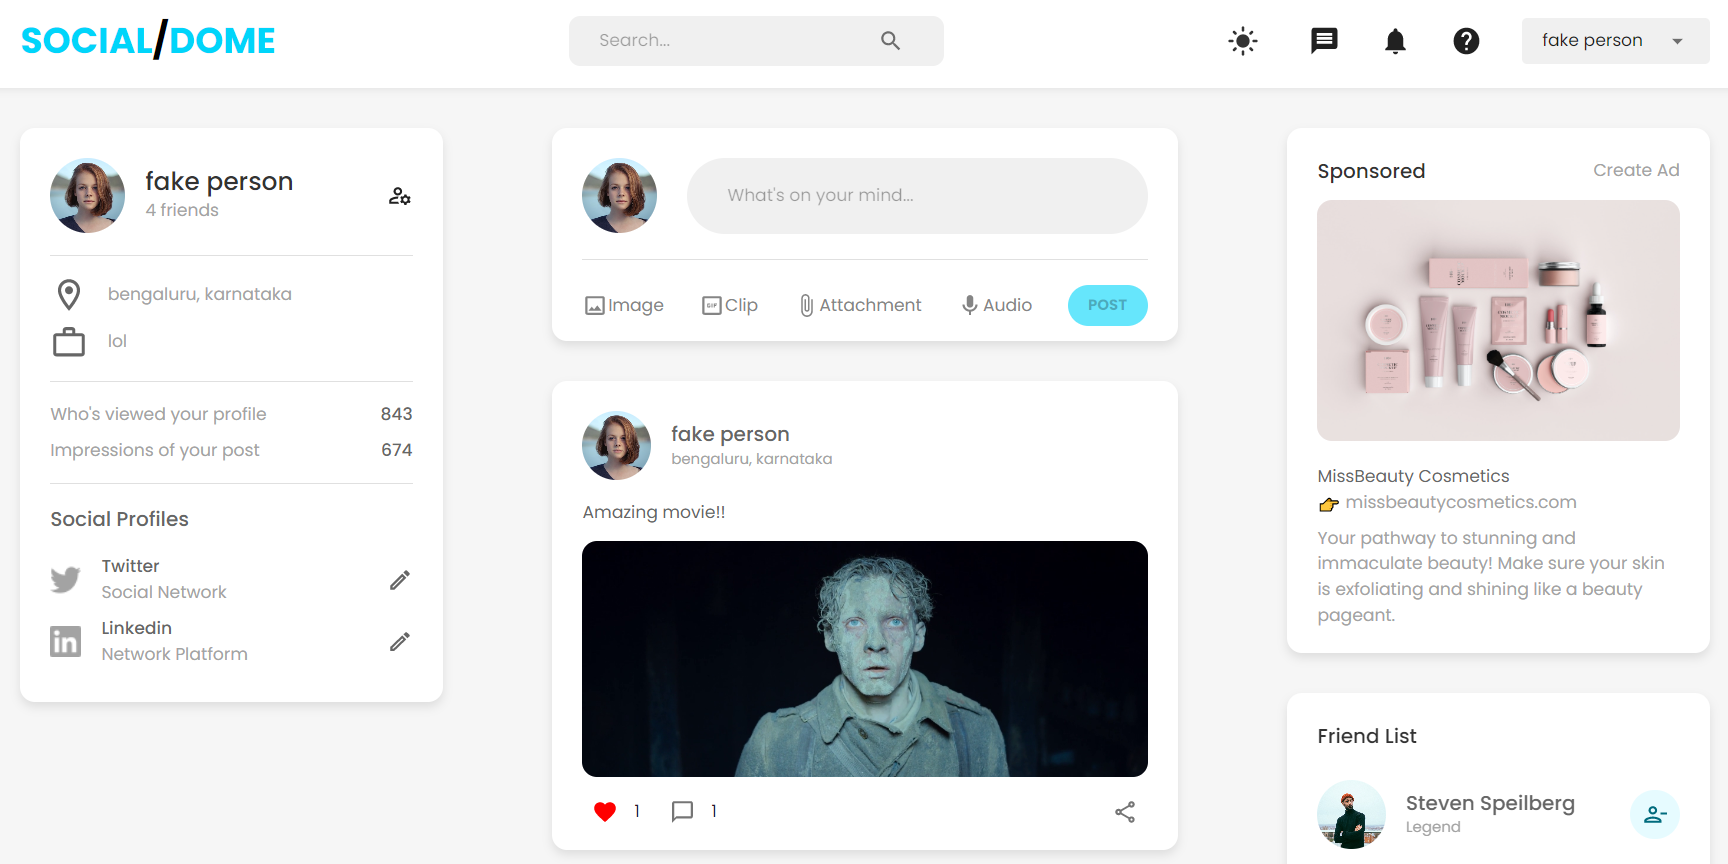 SOCIAL/DOME
Search...
fake person
fake person
4 friends
bengaluru, karnataka
lol
Who's viewed your profile 843
Impressions of your post 674
Social Profiles
Twitter
Social Network
Linkedin
Network Platform
What's on your mind...
Image GIF Clip Attachment Audio POST
fake person
bengaluru, karnataka
Amazing movie!!
1 1
Sponsored Create Ad
MissBeauty Cosmetics
👉 missbeautycosmetics.com
Your pathway to stunning and
immaculate beauty! Make sure your skin
is exfoliating and shining like a beauty
pageant.
Friend List
Steven Speilberg
Legend